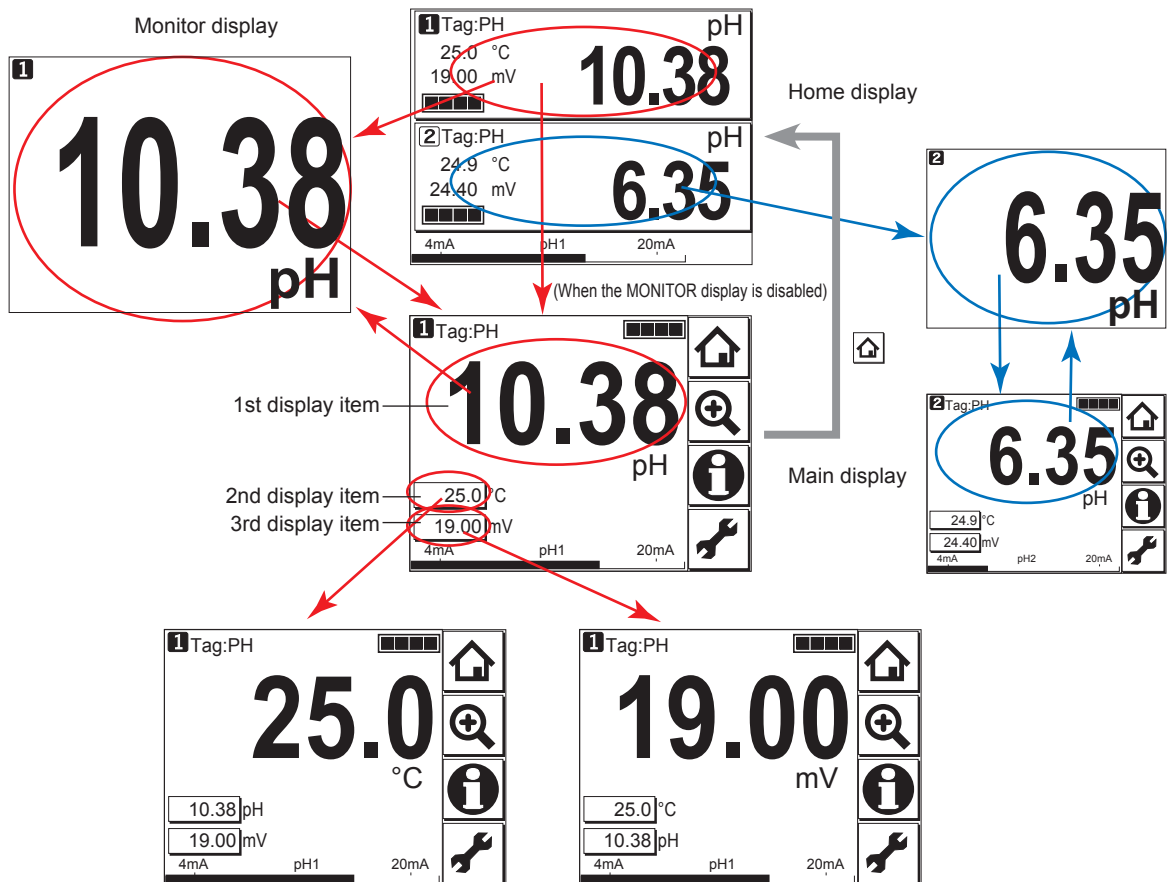 Monitor display
1
10.38
pH
1 Tag:PH
pH
25.0 °C
19.00 mV
10.38
2 Tag:PH
pH
24.9 °C
24.40 mV
6.35
4mA pH1 20mA
Home display
2
6.35
pH
(When the MONITOR display is disabled)
1 Tag:PH
10.38
pH
1st display item
2nd display item
3rd display item
25.0 °C
19.00 mV
4mA pH1 20mA
Main display
2 Tag:PH
6.35
pH
24.9 °C
24.40 mV
4mA pH2 20mA
1 Tag:PH
25.0
°C
10.38 pH
19.00 mV
4mA pH1 20mA
1 Tag:PH
19.00
mV
25.0 °C
10.38 pH
4mA pH1 20mA